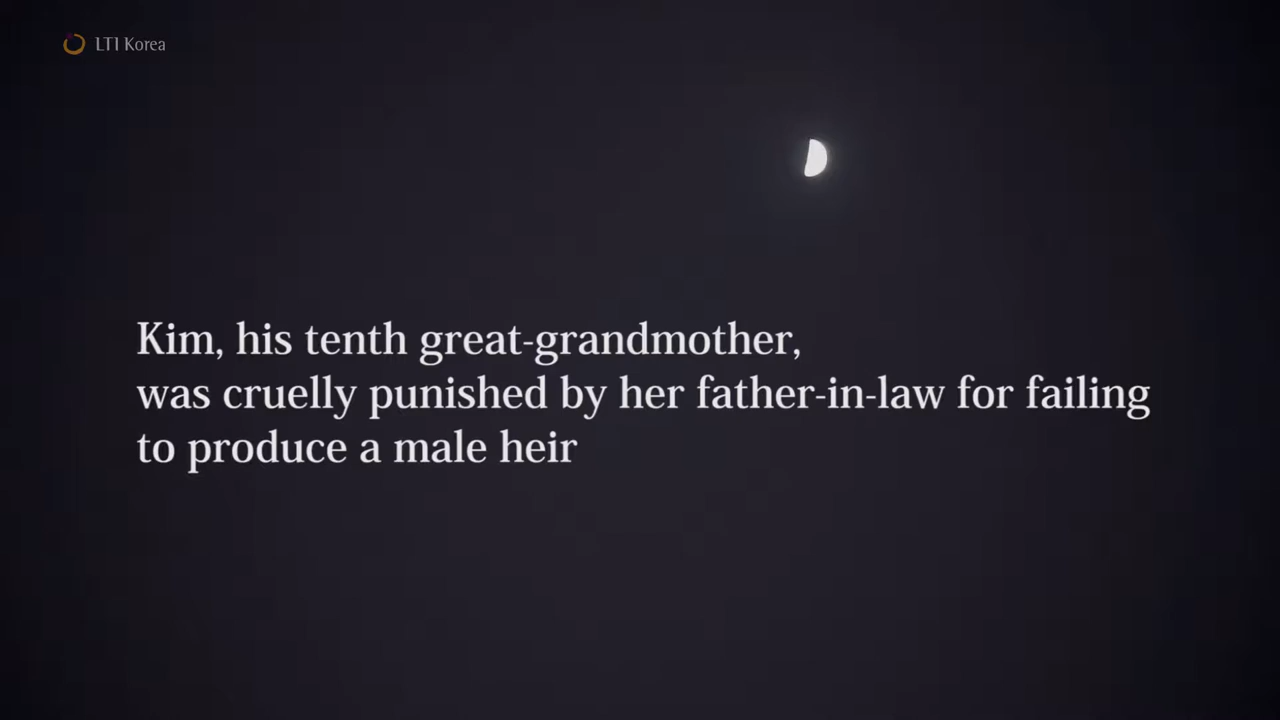 LTI Korea
Kim, his tenth great-grandmother,
was cruelly punished by her father-in-law for failing
to produce a male heir